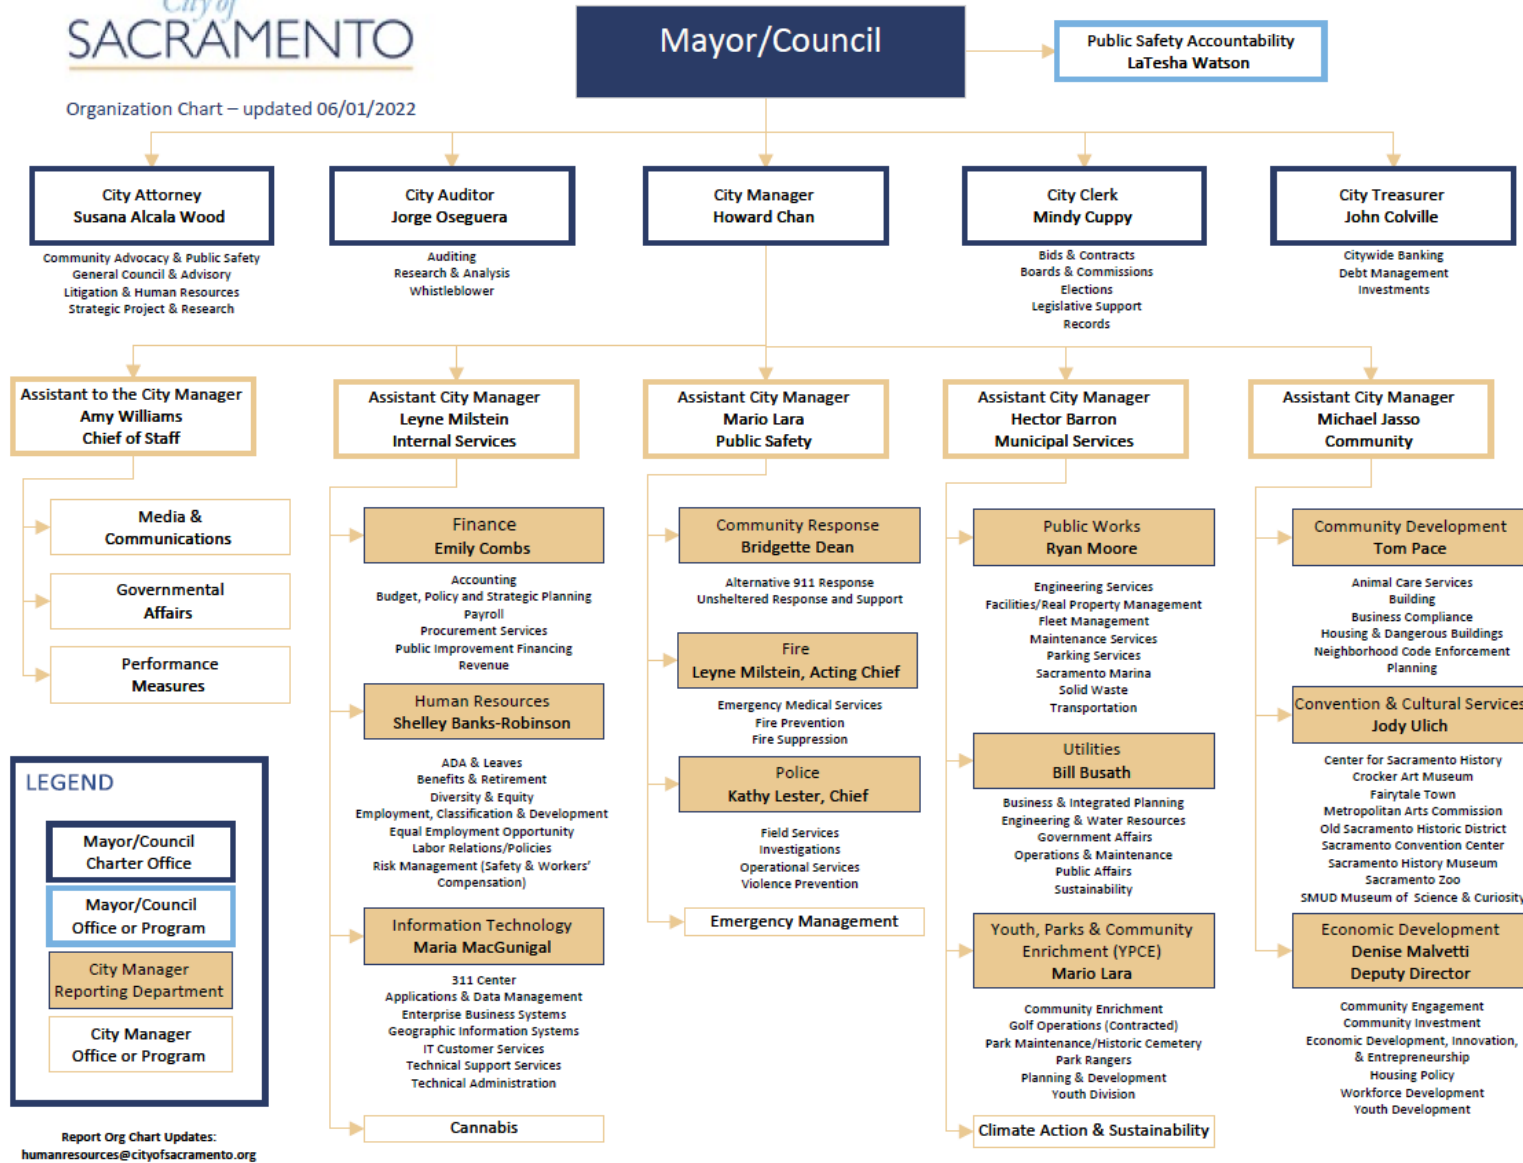 City of
SACRAMENTO
Organization Chart – updated 06/01/2022
Mayor/Council
Public Safety Accountability
LaTesha Watson
City Attorney
Susana Alcala Wood
Community Advocacy & Public Safety
General Council & Advisory
Litigation & Human Resources
Strategic Project & Research
City Auditor
Jorge Oseguera
Auditing
Research & Analysis
Whistleblower
City Manager
Howard Chan
City Clerk
Mindy Cuppy
Bids & Contracts
Boards & Commissions
Elections
Legislative Support
Records
City Treasurer
John Colville
Citywide Banking
Debt Management
Investments
Assistant to the City Manager
Amy Williams
Chief of Staff
Media &
Communications
Governmental
Affairs
Performance
Measures
Assistant City Manager
Leyne Milstein
Internal Services
Finance
Emily Combs
Accounting
Budget, Policy and Strategic Planning
Payroll
Procurement Services
Public Improvement Financing
Revenue
Human Resources
Shelley Banks-Robinson
ADA & Leaves
Benefits & Retirement
Diversity & Equity
Employment, Classification & Development
Equal Employment Opportunity
Labor Relations/Policies
Risk Management (Safety & Workers'
Compensation)
Information Technology
Maria MacGunigal
311 Center
Applications & Data Management
Enterprise Business Systems
Geographic Information Systems
IT Customer Services
Technical Support Services
Technical Administration
Cannabis
Assistant City Manager
Mario Lara
Public Safety
Community Response
Bridgette Dean
Alternative 911 Response
Unsheltered Response and Support
Fire
Leyne Milstein, Acting Chief
Emergency Medical Services
Fire Prevention
Fire Suppression
Police
Kathy Lester, Chief
Field Services
Investigations
Operational Services
Violence Prevention
Emergency Management
Assistant City Manager
Hector Barron
Municipal Services
Public Works
Ryan Moore
Engineering Services
Facilities/Real Property Management
Fleet Management
Maintenance Services
Parking Services
Sacramento Marina
Solid Waste
Transportation
Utilities
Bill Busath
Business & Integrated Planning
Engineering & Water Resources
Government Affairs
Operations & Maintenance
Public Affairs
Sustainability
Youth, Parks & Community
Enrichment (YPCE)
Mario Lara
Community Enrichment
Golf Operations (Contracted)
Park Maintenance/Historic Cemetery
Park Rangers
Planning & Development
Youth Division
Climate Action & Sustainability
Assistant City Manager
Michael Jasso
Community
Community Development
Tom Pace
Animal Care Services
Building
Business Compliance
Housing & Dangerous Buildings
Neighborhood Code Enforcement
Planning
Convention & Cultural Services
Jody Ulich
Center for Sacramento History
Crocker Art Museum
Fairytale Town
Metropolitan Arts Commission
Old Sacramento Historic District
Sacramento Convention Center
Sacramento History Museum
Sacramento Zoo
SMUD Museum of Science & Curiosity
Economic Development
Denise Malvetti
Deputy Director
Community Engagement
Community Investment
Economic Development, Innovation,
& Entrepreneurship
Housing Policy
Workforce Development
Youth Development
LEGEND
Mayor/Council
Charter Office
Mayor/Council
Office or Program
City Manager
Reporting Department
City Manager
Office or Program
Report Org Chart Updates:
humanresources@cityofsacramento.org